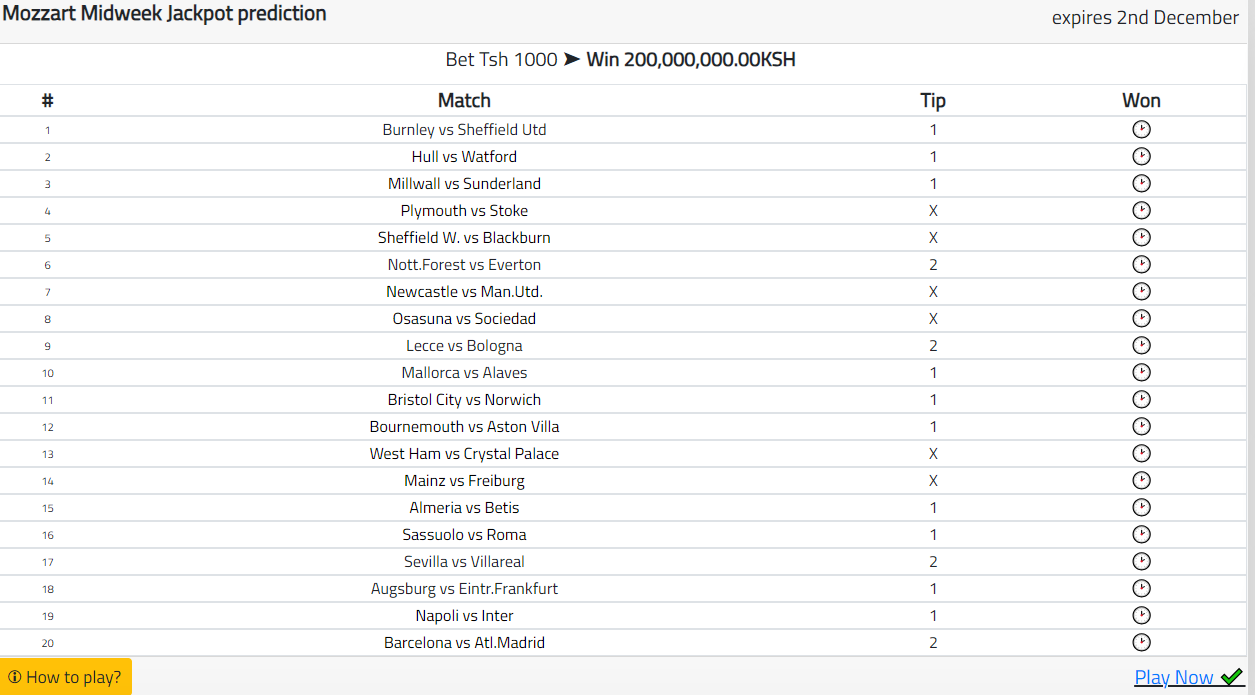 Mozzart Midweek Jackpot prediction
expires 2nd December
Bet Tsh 1000 ➤ Win 200,000,000.00KSH
# Match Tip Won
1 Burnley vs Sheffield Utd 1
2 Hull vs Watford 1
3 Millwall vs Sunderland 1
4 Plymouth vs Stoke X
5 Sheffield W. vs Blackburn X
6 Nott.Forest vs Everton 2
7 Newcastle vs Man.Utd. X
8 Osasuna vs Sociedad X
9 Lecce vs Bologna 2
10 Mallorca vs Alaves 1
11 Bristol City vs Norwich 1
12 Bournemouth vs Aston Villa 1
13 West Ham vs Crystal Palace X
14 Mainz vs Freiburg X
15 Almeria vs Betis 1
16 Sassuolo vs Roma 1
17 Sevilla vs Villareal 2
18 Augsburg vs Eintr.Frankfurt 1
19 Napoli vs Inter 1
20 Barcelona vs Atl.Madrid 2
How to play?
Play Now